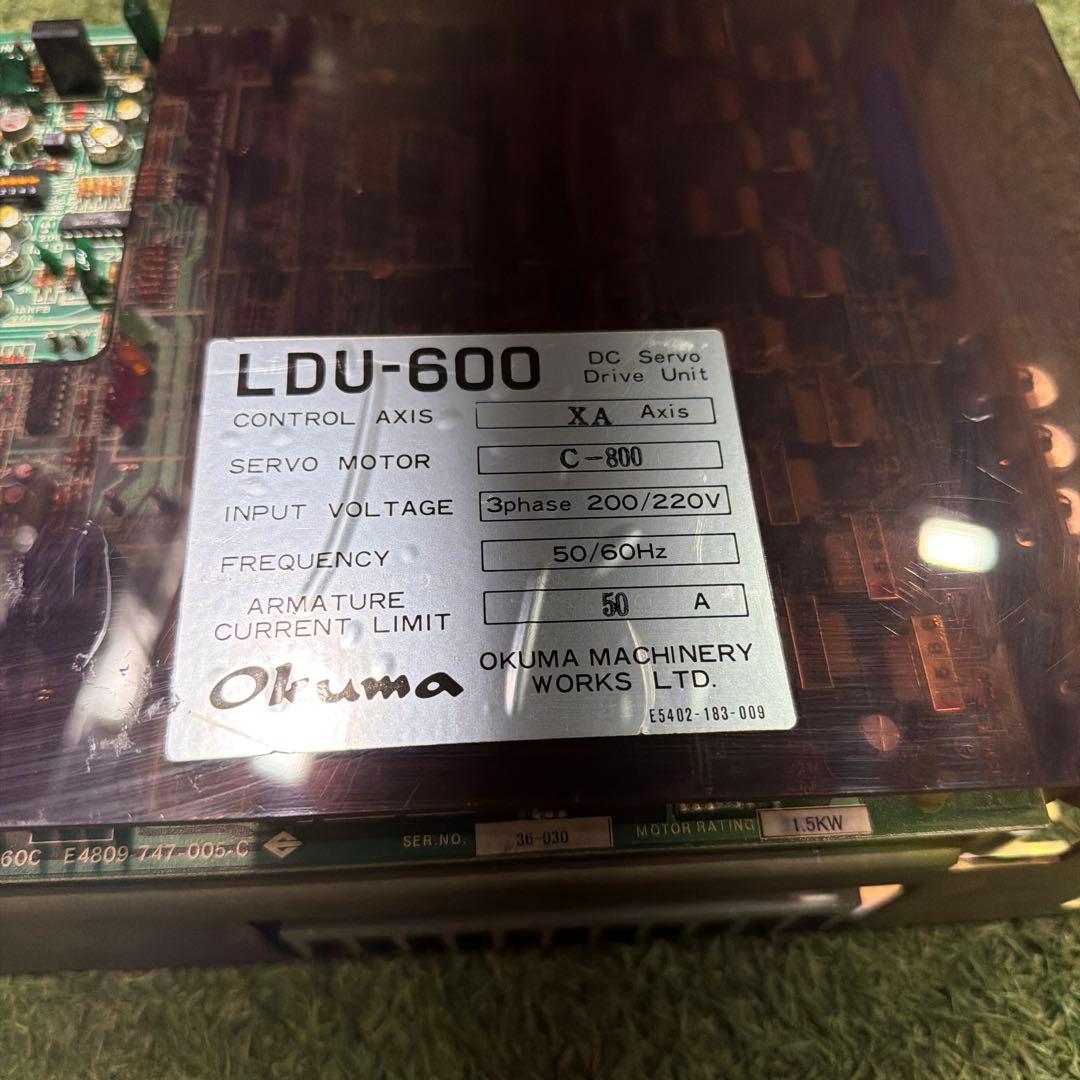 LDU-600 DC Servo Drive Unit
CONTROL AXIS XA Axis
SERVO MOTOR C-800
INPUT VOLTAGE 3phase 200/220V
FREQUENCY 50/60Hz
ARMATURE CURRENT LIMIT 50 A
Okuma OKUMA MACHINERY WORKS LTD.
E5402-183-009
60C E4809-747-005-C SER.NO. 36-030 MOTOR RATING 1.5KW